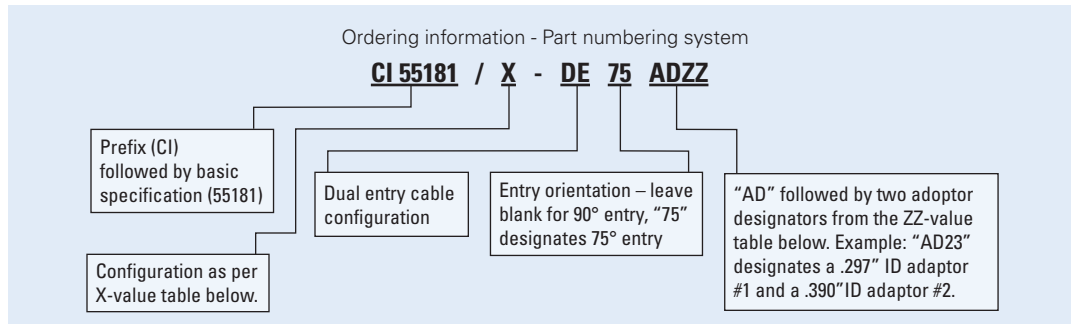 Ordering information - Part numbering system
CI 55181 / X - DE 75 ADZZ
Prefix (CI)
followed by basic
specification (55181)
Configuration as per
X-value table below.
Dual entry cable
configuration
Entry orientation – leave
blank for 90° entry, “75”
designates 75° entry
“AD” followed by two adoptor
designators from the ZZ-value
table below. Example: “AD23”
designates a .297” ID adaptor
#1 and a .390”ID adaptor #2.